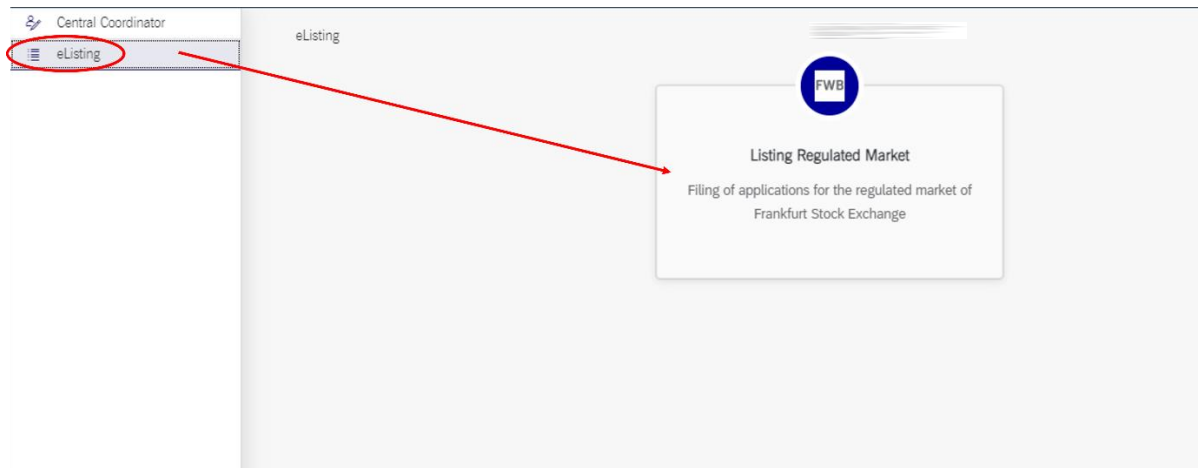 Central Coordinator
eListing
eListing
FWB
Listing Regulated Market
Filing of applications for the regulated market of
Frankfurt Stock Exchange